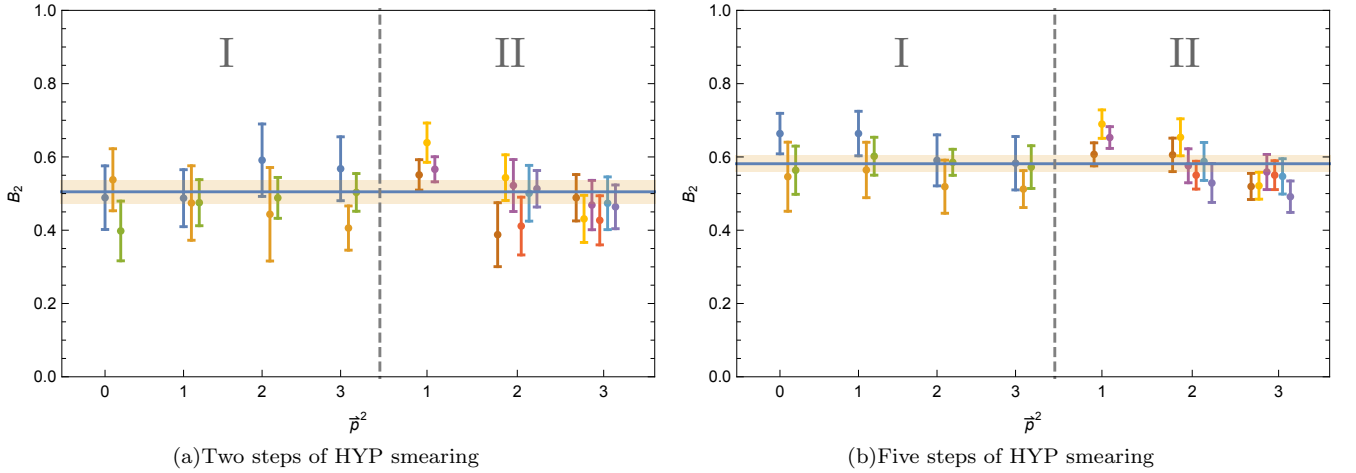 1.0
0.8
0.6
0.4
0.2
0.0
B2
I
II
0 1 2 3 1 2 3
p⃗ 2
(a)Two steps of HYP smearing
1.0
0.8
0.6
0.4
0.2
0.0
B2
I
II
0 1 2 3 1 2 3
p⃗ 2
(b)Five steps of HYP smearing